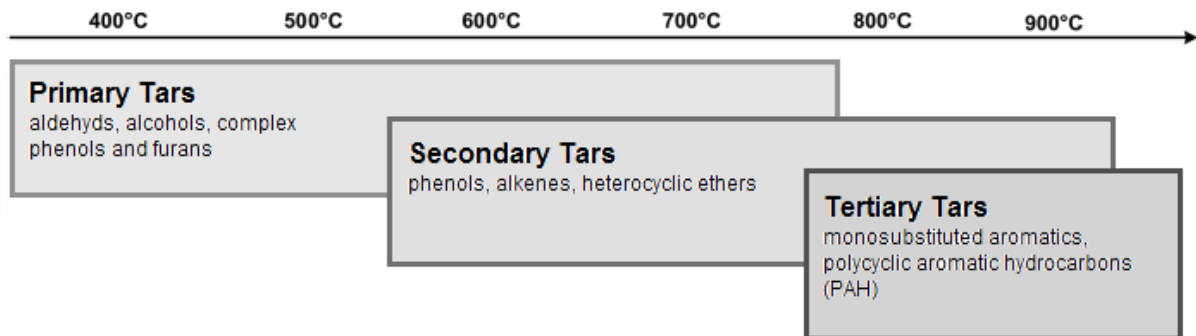 400°C 500°C 600°C 700°C 800°C 900°C
Primary Tars
aldehyds, alcohols, complex
phenols and furans
Secondary Tars
phenols, alkenes, heterocyclic ethers
Tertiary Tars
monosubstituted aromatics,
polycyclic aromatic hydrocarbons
(PAH)